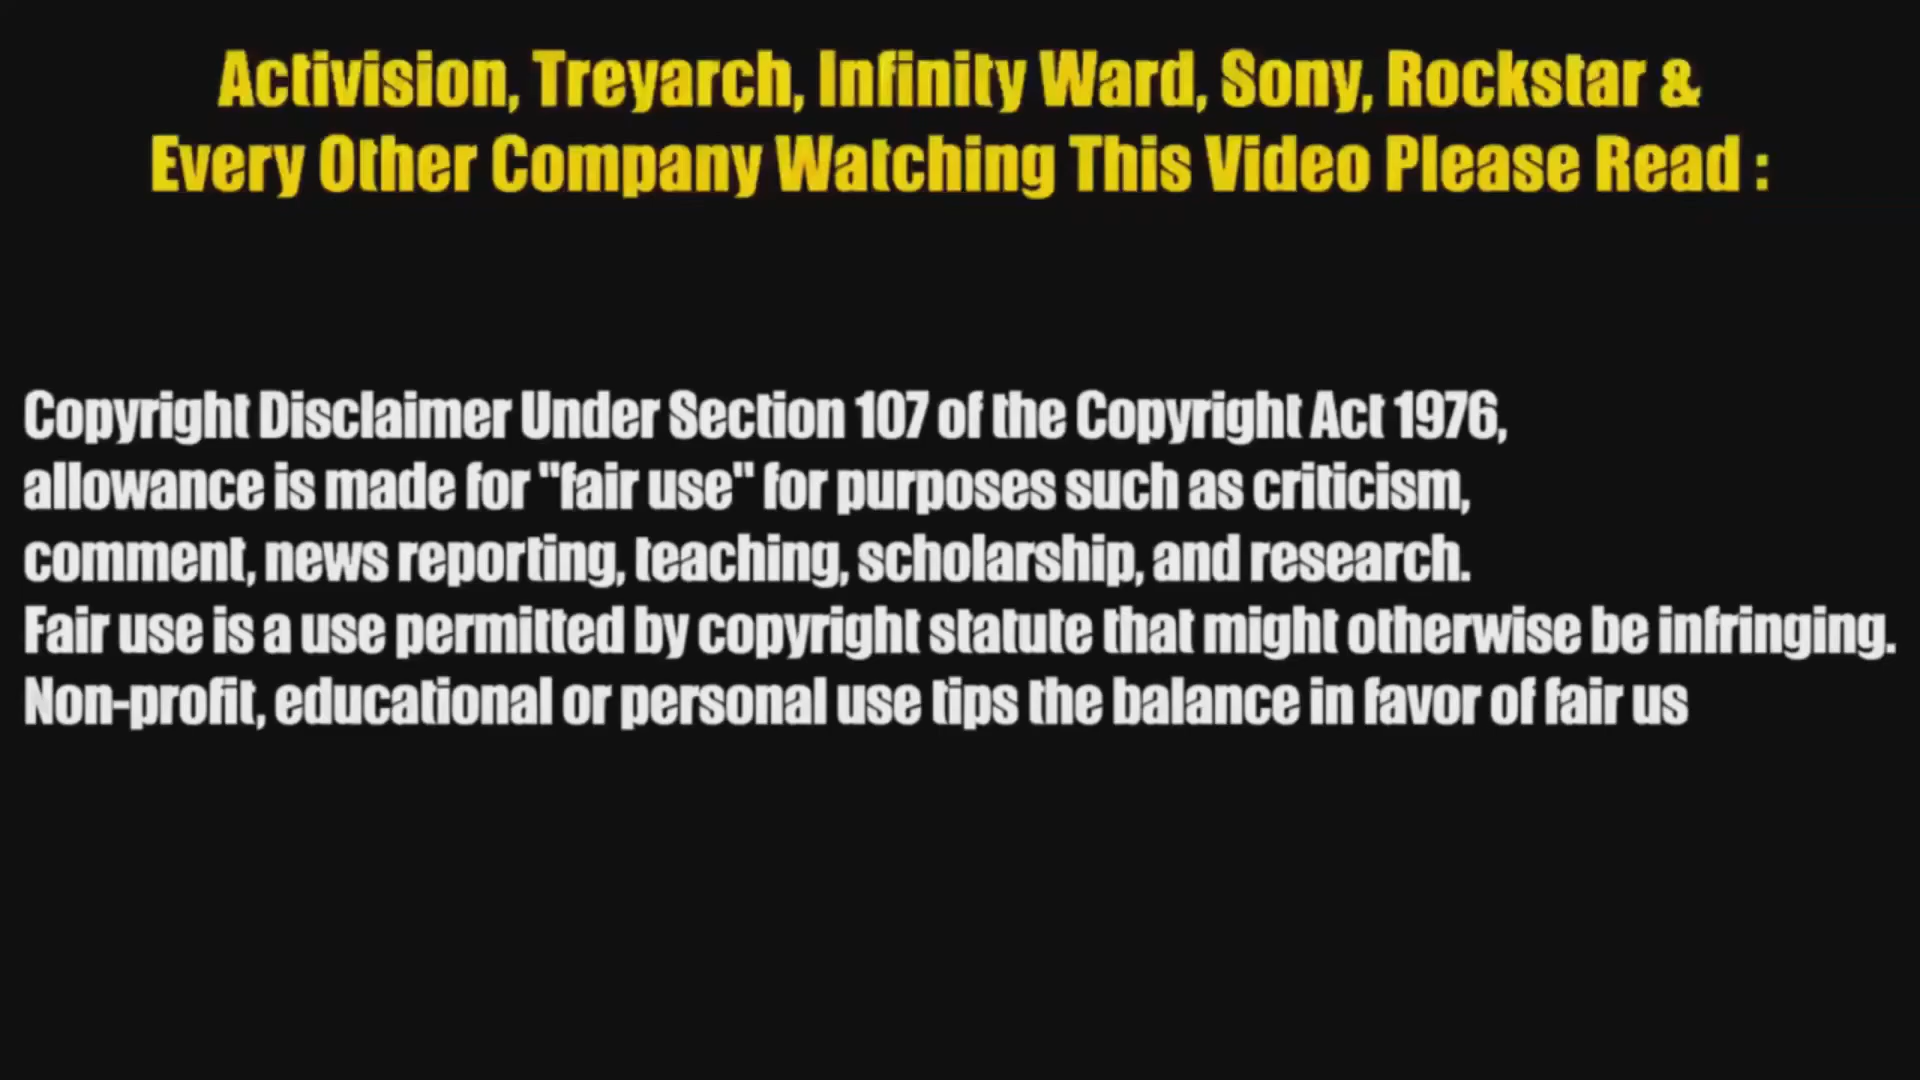 Activision, Treyarch, Infinity Ward, Sony, Rockstar &
Every Other Company Watching This Video Please Read :
Copyright Disclaimer Under Section 107 of the Copyright Act 1976,
allowance is made for "fair use" for purposes such as criticism,
comment, news reporting, teaching, scholarship, and research.
Fair use is a use permitted by copyright statute that might otherwise be infringing.
Non-profit, educational or personal use tips the balance in favor of fair us